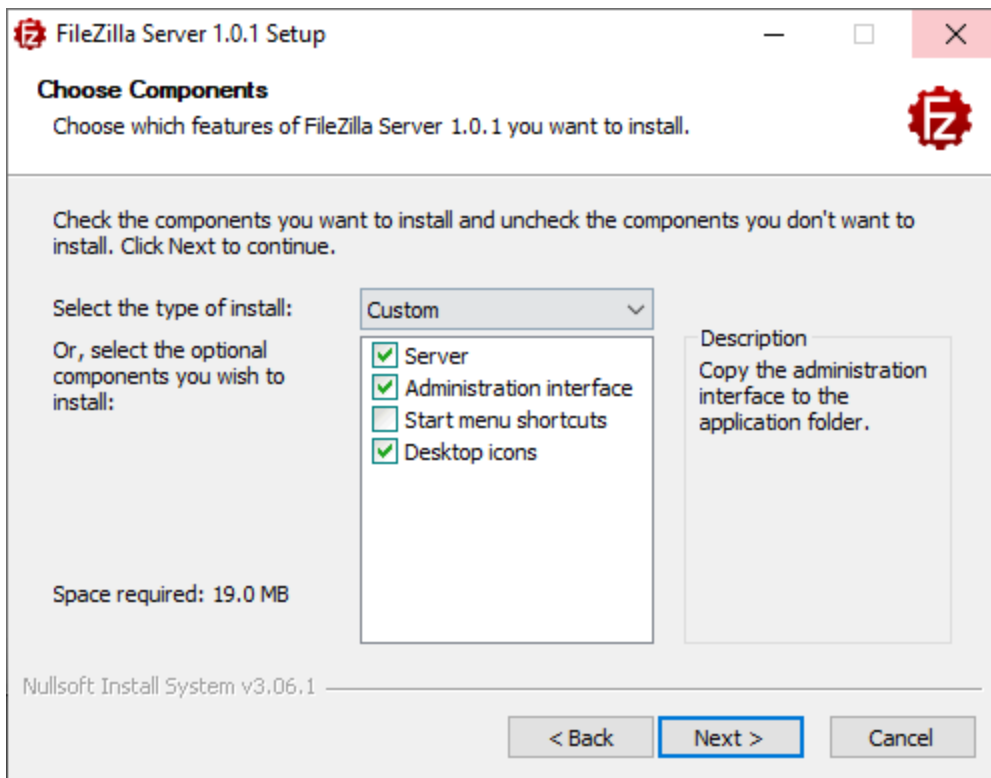 FileZilla Server 1.0.1 Setup
Choose Components
Choose which features of FileZilla Server 1.0.1 you want to install.
Fz
Check the components you want to install and uncheck the components you don't want to
install. Click Next to continue.
Select the type of install:
Custom
Or, select the optional
components you wish to
install:
Server
Administration interface
Start menu shortcuts
Desktop icons
Description
Copy the administration
interface to the
application folder.
Space required: 19.0 MB
Nullsoft Install System v3.06.1
< Back
Next >
Cancel